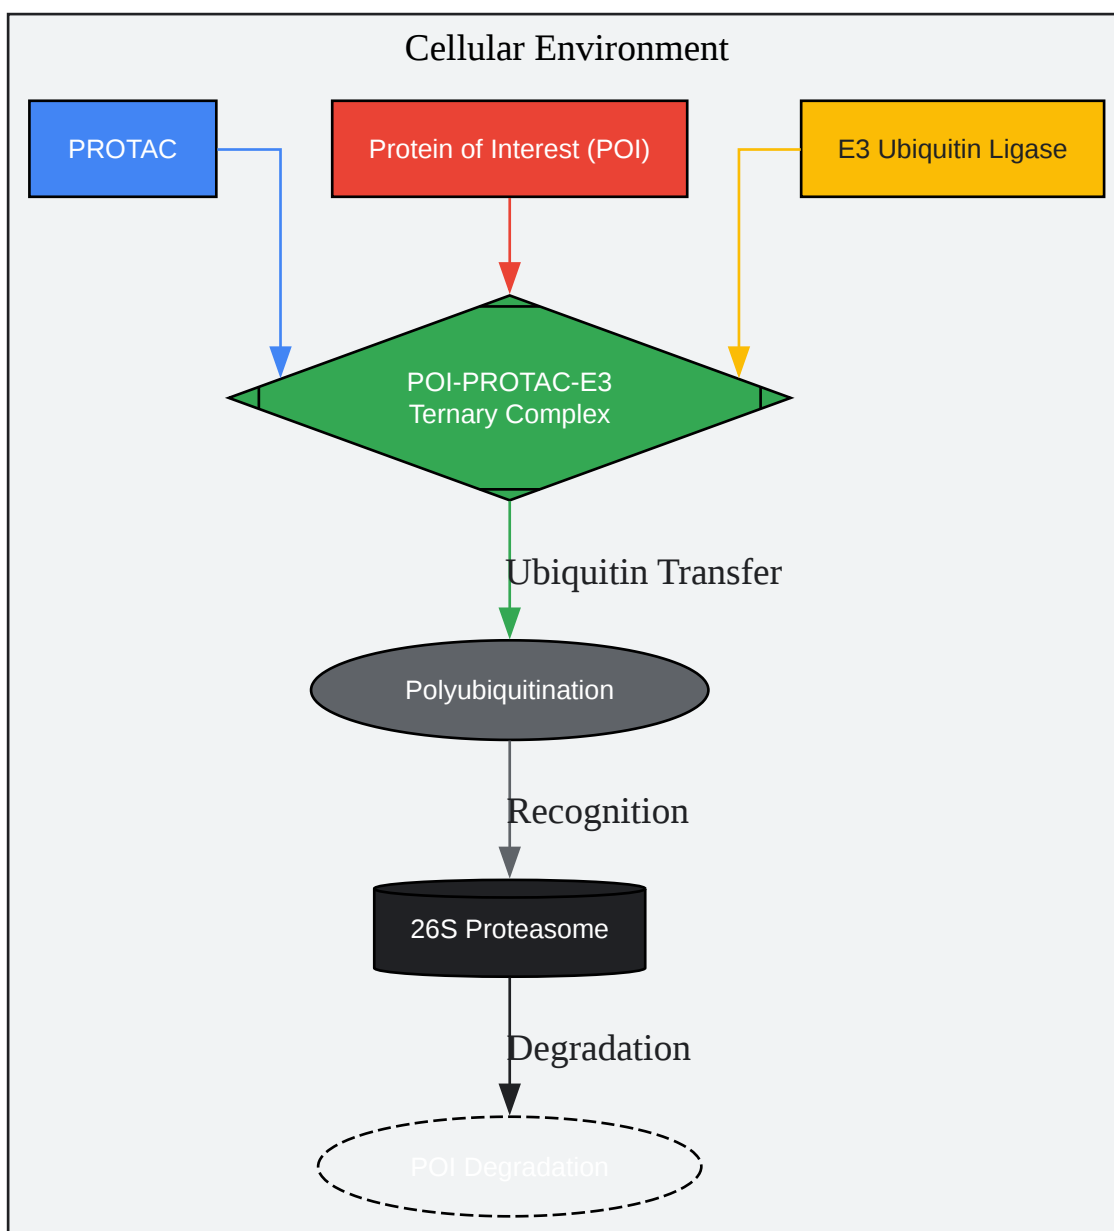 Cellular Environment
PROTAC
Protein of Interest (POI)
E3 Ubiquitin Ligase
POI-PROTAC-E3
Ternary Complex
Ubiquitin Transfer
Polyubiquitination
Recognition
26S Proteasome
Degradation
POI Degradation